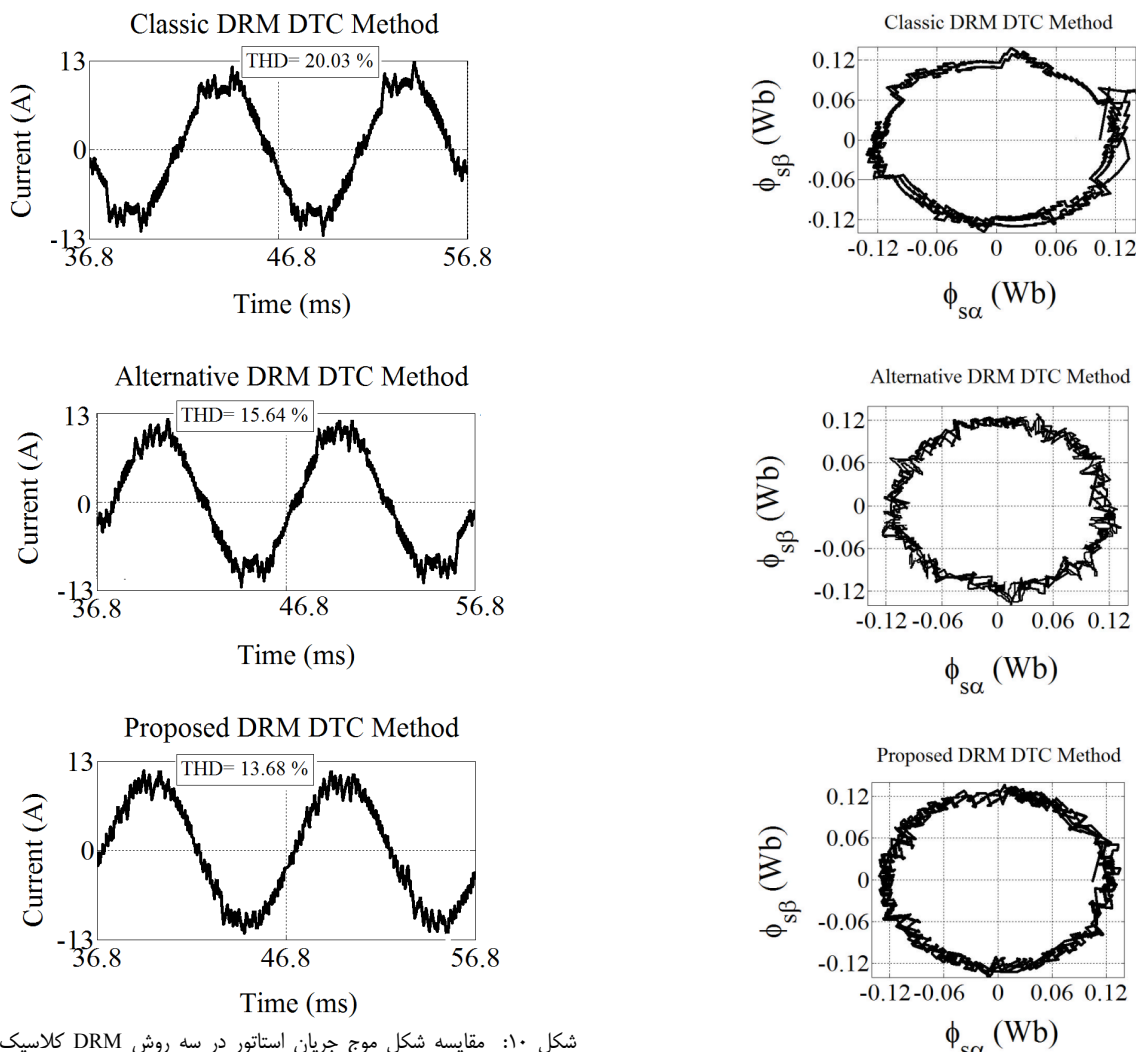 Classic DRM DTC Method
THD= 20.03 %
13
0
-13
Current (A)
36.8 46.8 56.8
Time (ms)
Alternative DRM DTC Method
THD= 15.64 %
13
0
-13
Current (A)
36.8 46.8 56.8
Time (ms)
Proposed DRM DTC Method
THD= 13.68 %
13
0
-13
Current (A)
36.8 46.8 56.8
Time (ms)
شکل ۱۰: مقایسه شکل موج جریان استاتور در سه روش DRM کلاسیک
Classic DRM DTC Method
0.12
0.06
0
-0.06
-0.12
ϕsβ (Wb)
-0.12 -0.06 0 0.06 0.12
ϕsα (Wb)
Alternative DRM DTC Method
0.12
0.06
0
-0.06
-0.12
ϕsβ (Wb)
-0.12 -0.06 0 0.06 0.12
ϕsα (Wb)
Proposed DRM DTC Method
0.12
0.06
0
-0.06
-0.12
ϕsβ (Wb)
-0.12 -0.06 0 0.06 0.12
ϕsα (Wb)